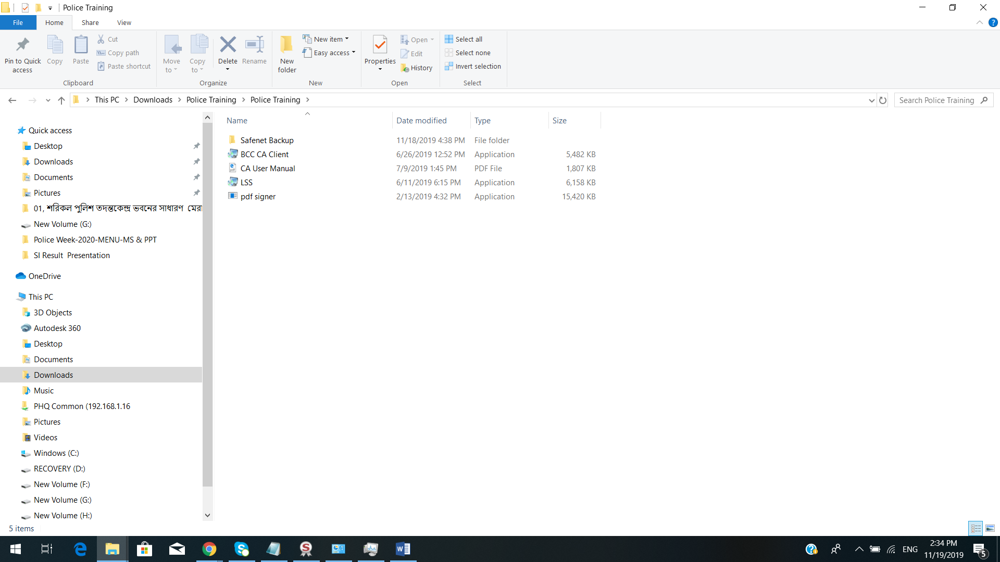 Police Training
File Home Share View
Pin to Quick access
Copy
Paste
Cut
Copy path
Paste shortcut
Clipboard
Move to
Copy to
Delete
Rename
Organize
New folder
New item
Easy access
New
Properties
Open
Edit
History
Open
Select all
Select none
Invert selection
Select
This PC > Downloads > Police Training > Police Training >
Search Police Training
Quick access
Desktop
Downloads
Documents
Pictures
01, শরিকল পুলিশ তদন্তকেন্দ্র ভবনের সাধারণ
New Volume (G:)
Police Week-2020-MENU-MS & PPT
SI Result Presentation
OneDrive
This PC
3D Objects
Autodesk 360
Desktop
Documents
Downloads
Music
PHQ Common (192.168.1.16
Pictures
Videos
Windows (C:)
RECOVERY (D:)
New Volume (F:)
New Volume (G:)
New Volume (H:)
Name Date modified Type Size
Safenet Backup 11/18/2019 4:38 PM File folder
BCC CA Client 6/26/2019 12:52 PM Application 5,482 KB
CA User Manual 7/9/2019 1:45 PM PDF File 1,807 KB
LSS 6/11/2019 6:15 PM Application 6,158 KB
pdf signer 2/13/2019 4:32 PM Application 15,420 KB
5 items
ENG
2:34 PM
11/19/2019
5